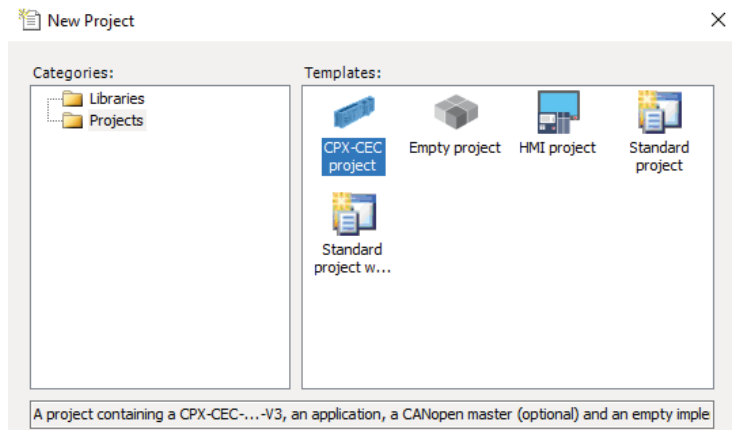 New Project
Categories:
Templates:
Libraries
Projects
CPX-CEC
project
Empty project
HMI project
Standard
project
Standard
project w...
A project containing a CPX-CEC-...-V3, an application, a CANopen master (optional) and an empty imple